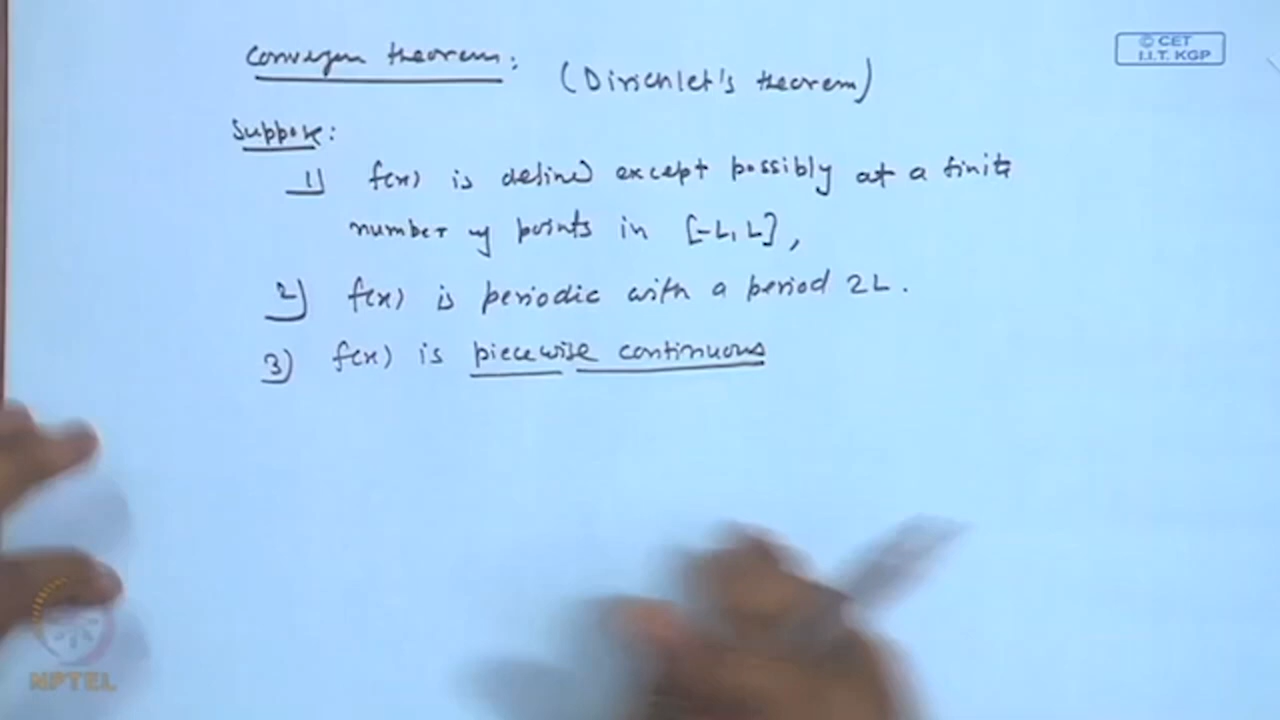 Convergen theorem: (Dirichlet's theorem)
© CET
I.I.T. KGP
Suppose:
1) f(x) is defined except possibly at a finite
number of points in [-L, L],
2) f(x) is periodic with a period 2L.
3) f(x) is piecewise continuous
NPTEL